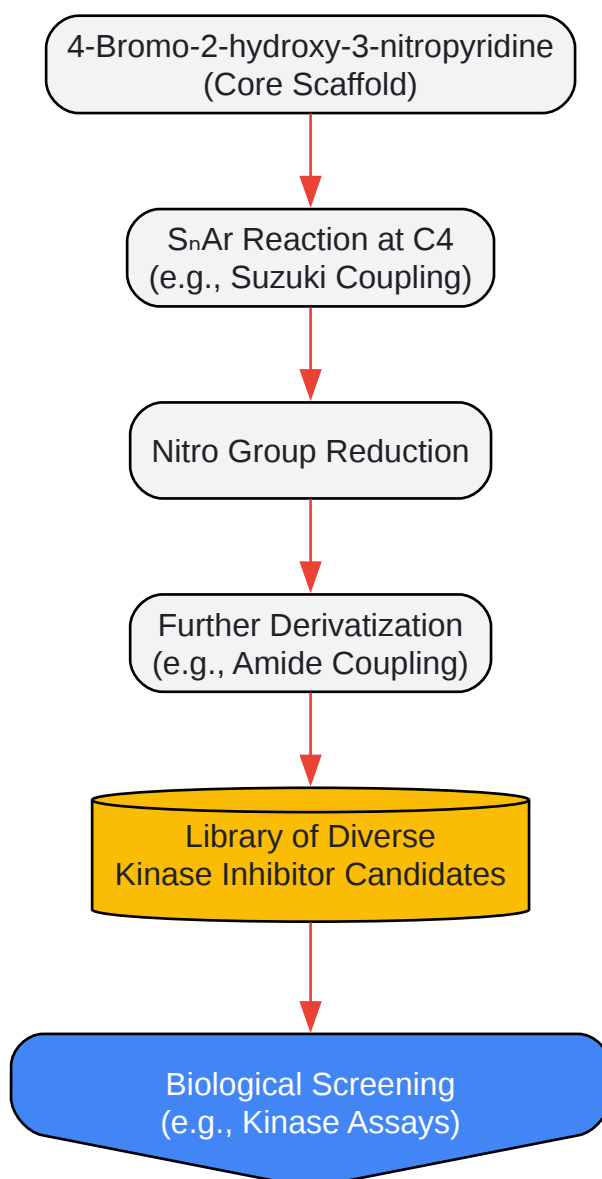 4-Bromo-2-hydroxy-3-nitropyridine
(Core Scaffold)
SₙAr Reaction at C4
(e.g., Suzuki Coupling)
Nitro Group Reduction
Further Derivatization
(e.g., Amide Coupling)
Library of Diverse
Kinase Inhibitor Candidates
Biological Screening
(e.g., Kinase Assays)